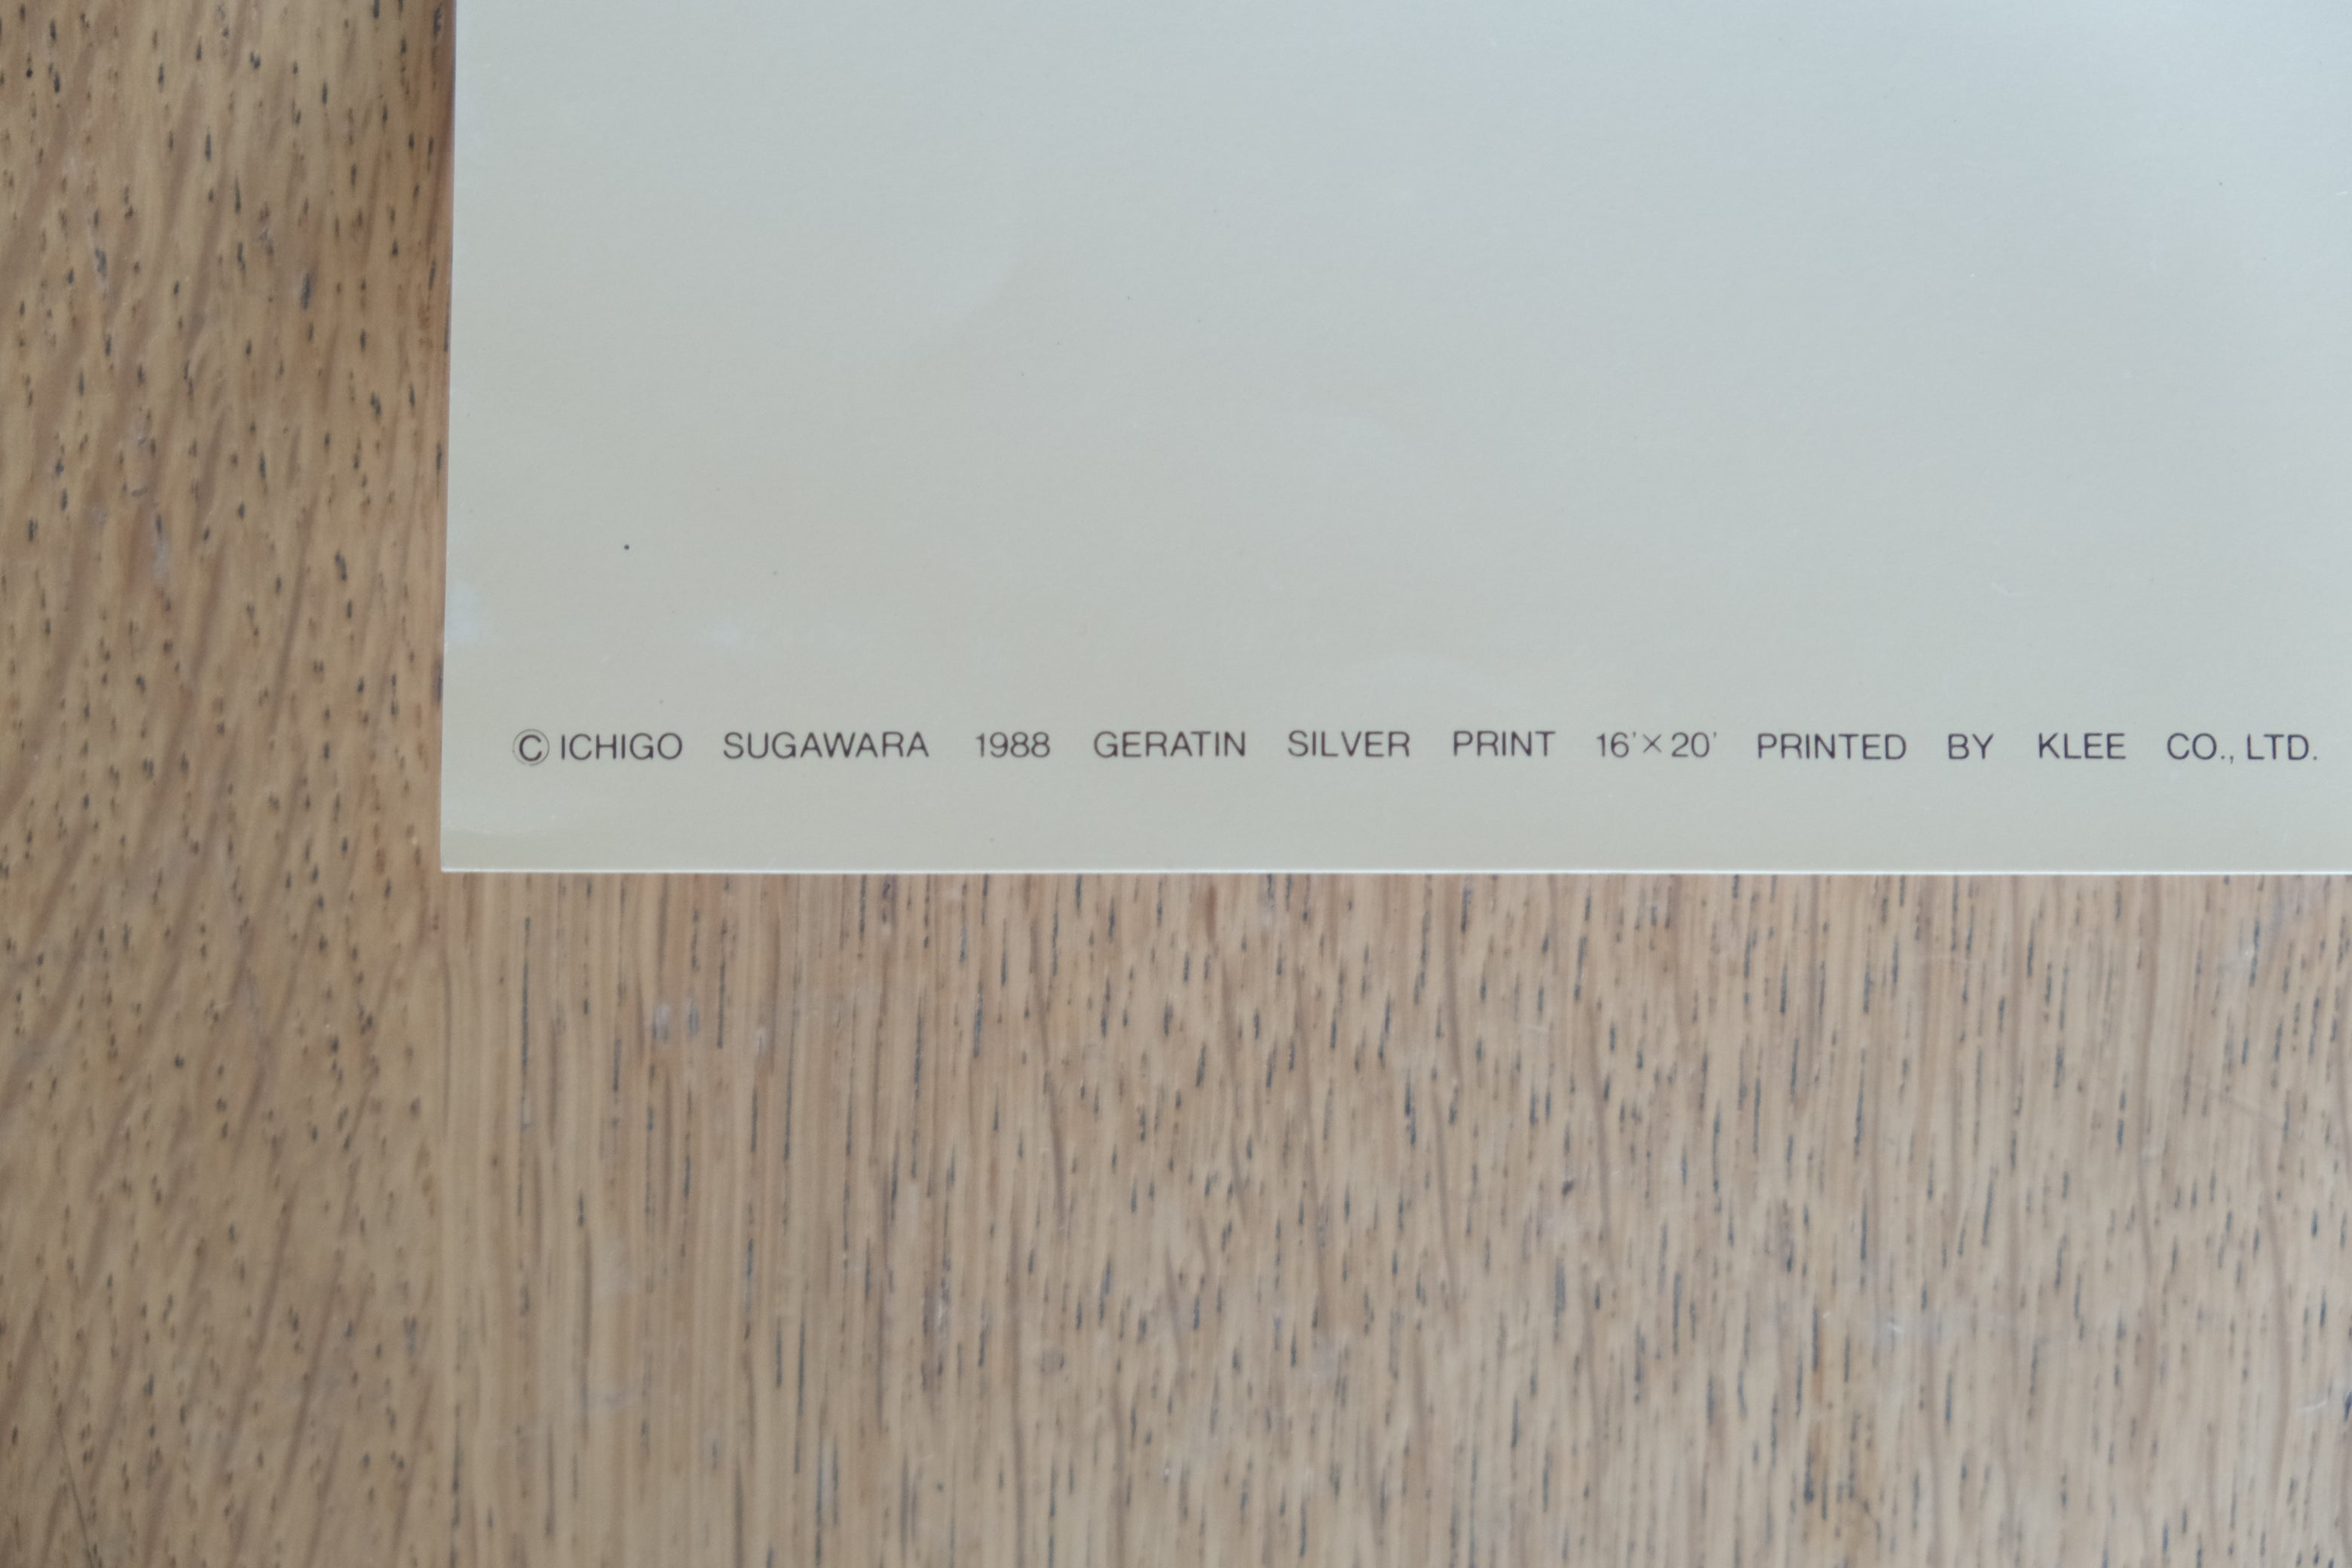 ©ICHIGO SUGAWARA 1988 GERATIN SILVER PRINT 16'×20' PRINTED BY KLEE CO., LTD.